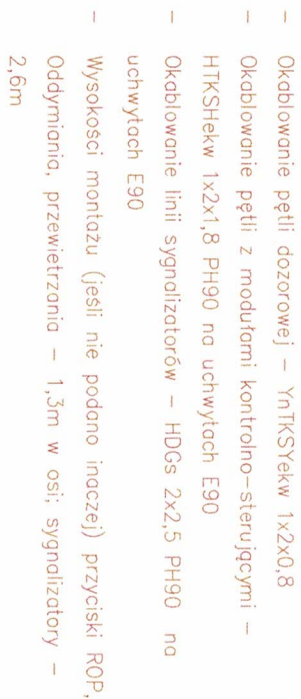 – Okablowanie pętli dozorowej – YnTKSYekw 1x2x0,8
– Okablowanie pętli z modułami kontrolno–sterującymi –
HTKSHekw 1x2x1,8 PH90 na uchwytach E90
– Okablowanie linii sygnalizatorów – HDGs 2x2,5 PH90 na
uchwytach E90
– Wysokości montażu (jeśli nie podano inaczej) przyciski ROP,
Oddymiania, przewietrzania – 1,3m w osi; sygnalizatory –
2,6m